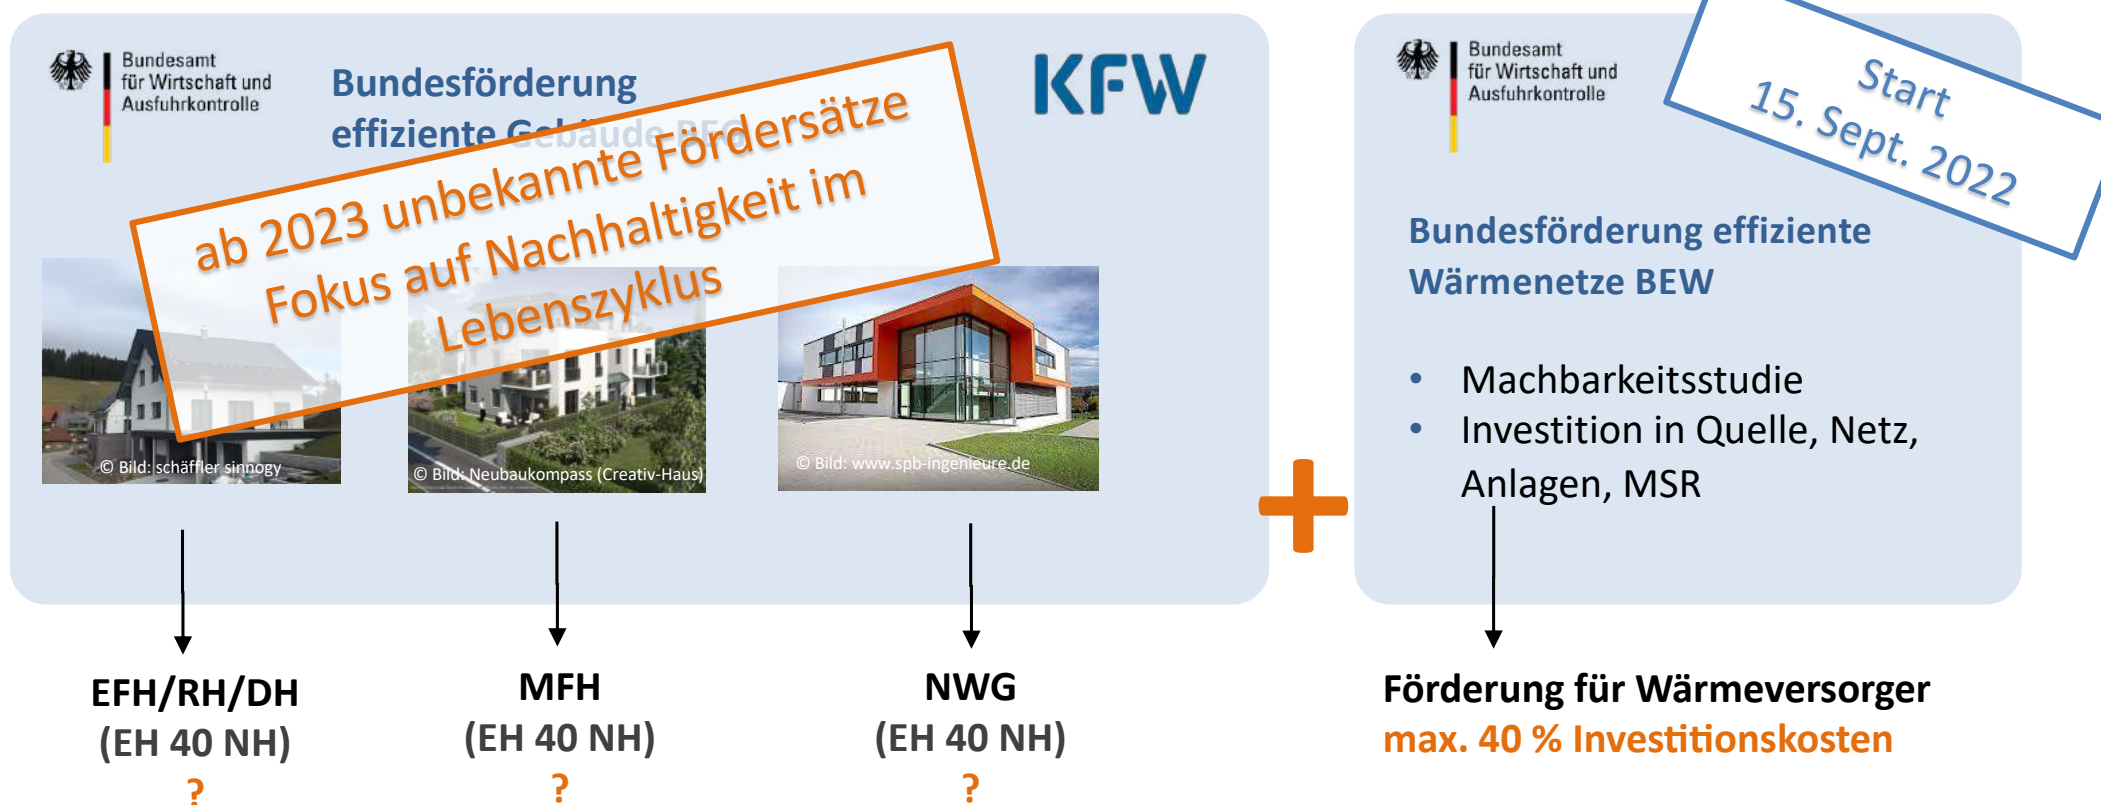 Bundesamt
für Wirtschaft und
Ausfuhrkontrolle
Bundesförderung
effiziente Gebäude BEG
KFW
ab 2023 unbekannte Fördersätze
Fokus auf Nachhaltigkeit im
Lebenszyklus
© Bild: schäffler sinnogy
© Bild: Neubaukompass (Creativ-Haus)
© Bild: www.spb-ingenieure.de
EFH/RH/DH
(EH 40 NH)
?
MFH
(EH 40 NH)
?
NWG
(EH 40 NH)
?
+
Bundesamt
für Wirtschaft und
Ausfuhrkontrolle
Start
15. Sept. 2022
Bundesförderung effiziente
Wärmenetze BEW
• Machbarkeitsstudie
• Investition in Quelle, Netz,
Anlagen, MSR
Förderung für Wärmeversorger
max. 40 % Investitionskosten